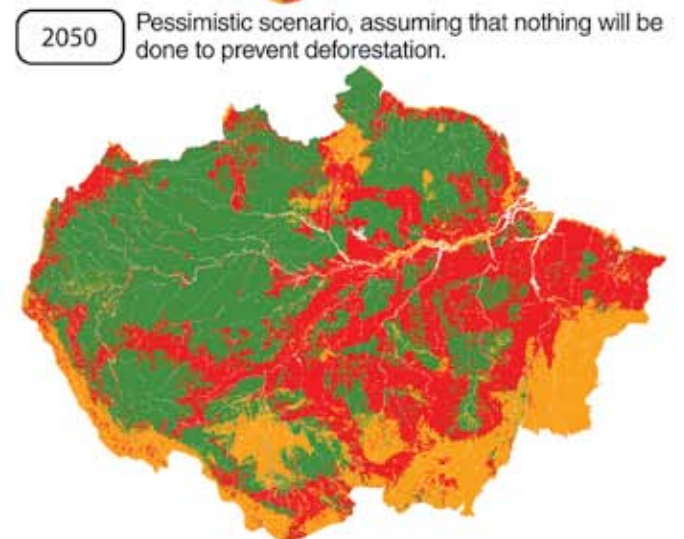 2050
Pessimistic scenario, assuming that nothing will be
done to prevent deforestation.